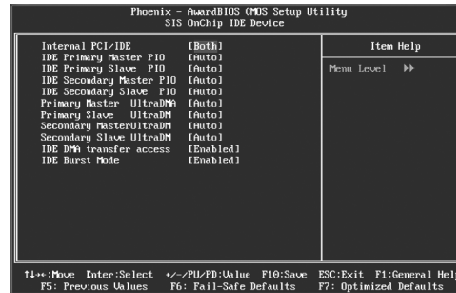 Phoenix - AwardBIOS CMOS Setup Utility
SIS OnChip IDE Device
Internal PCI/IDE [Both]
IDE Primary Master PIO [Auto]
IDE Primary Slave PIO [Auto]
IDE Secondary Master PIO [Auto]
IDE Secondary Slave PIO [Auto]
Primary Master UltraDMA [Auto]
Primary Slave UltraDM [Auto]
Secondary MasterUltraDM [Auto]
Secondary Slave UltraDM [Auto]
IDE DMA transfer access [Enabled]
IDE Burst Mode [Enabled]
Item Help
Menu Level ▶▶
↑↓→←:Move Enter:Select +/-/PU/PD:Value F10:Save ESC:Exit F1:General Help
F5: Previous Values F6: Fail-Safe Defaults F7: Optimized Defaults